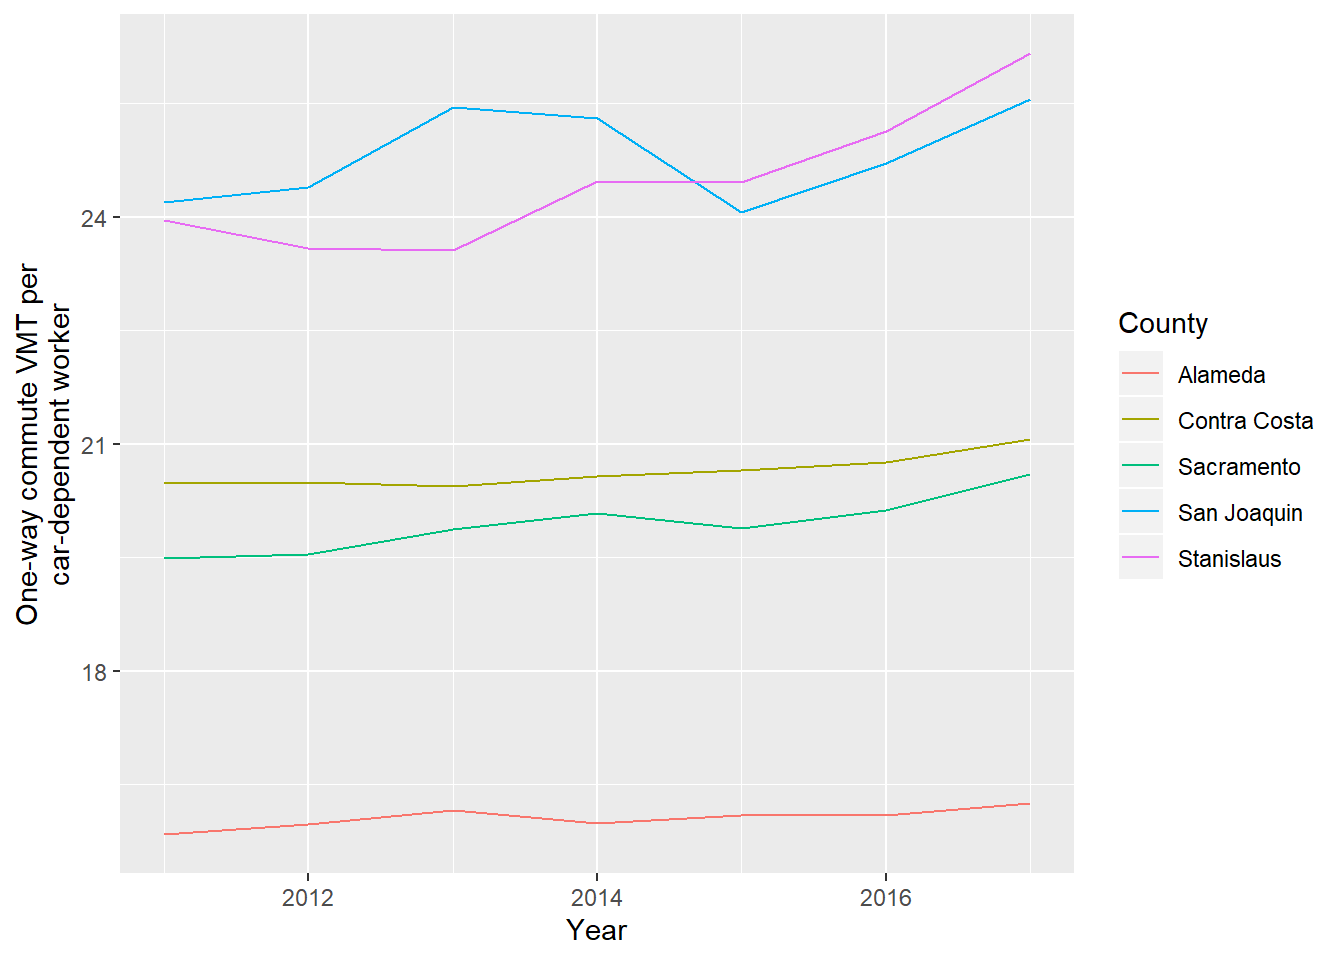 One-way commute VMT per
car-dependent worker
24
21
18
2012
2014
2016
Year
County
Alameda
Contra Costa
Sacramento
San Joaquin
Stanislaus